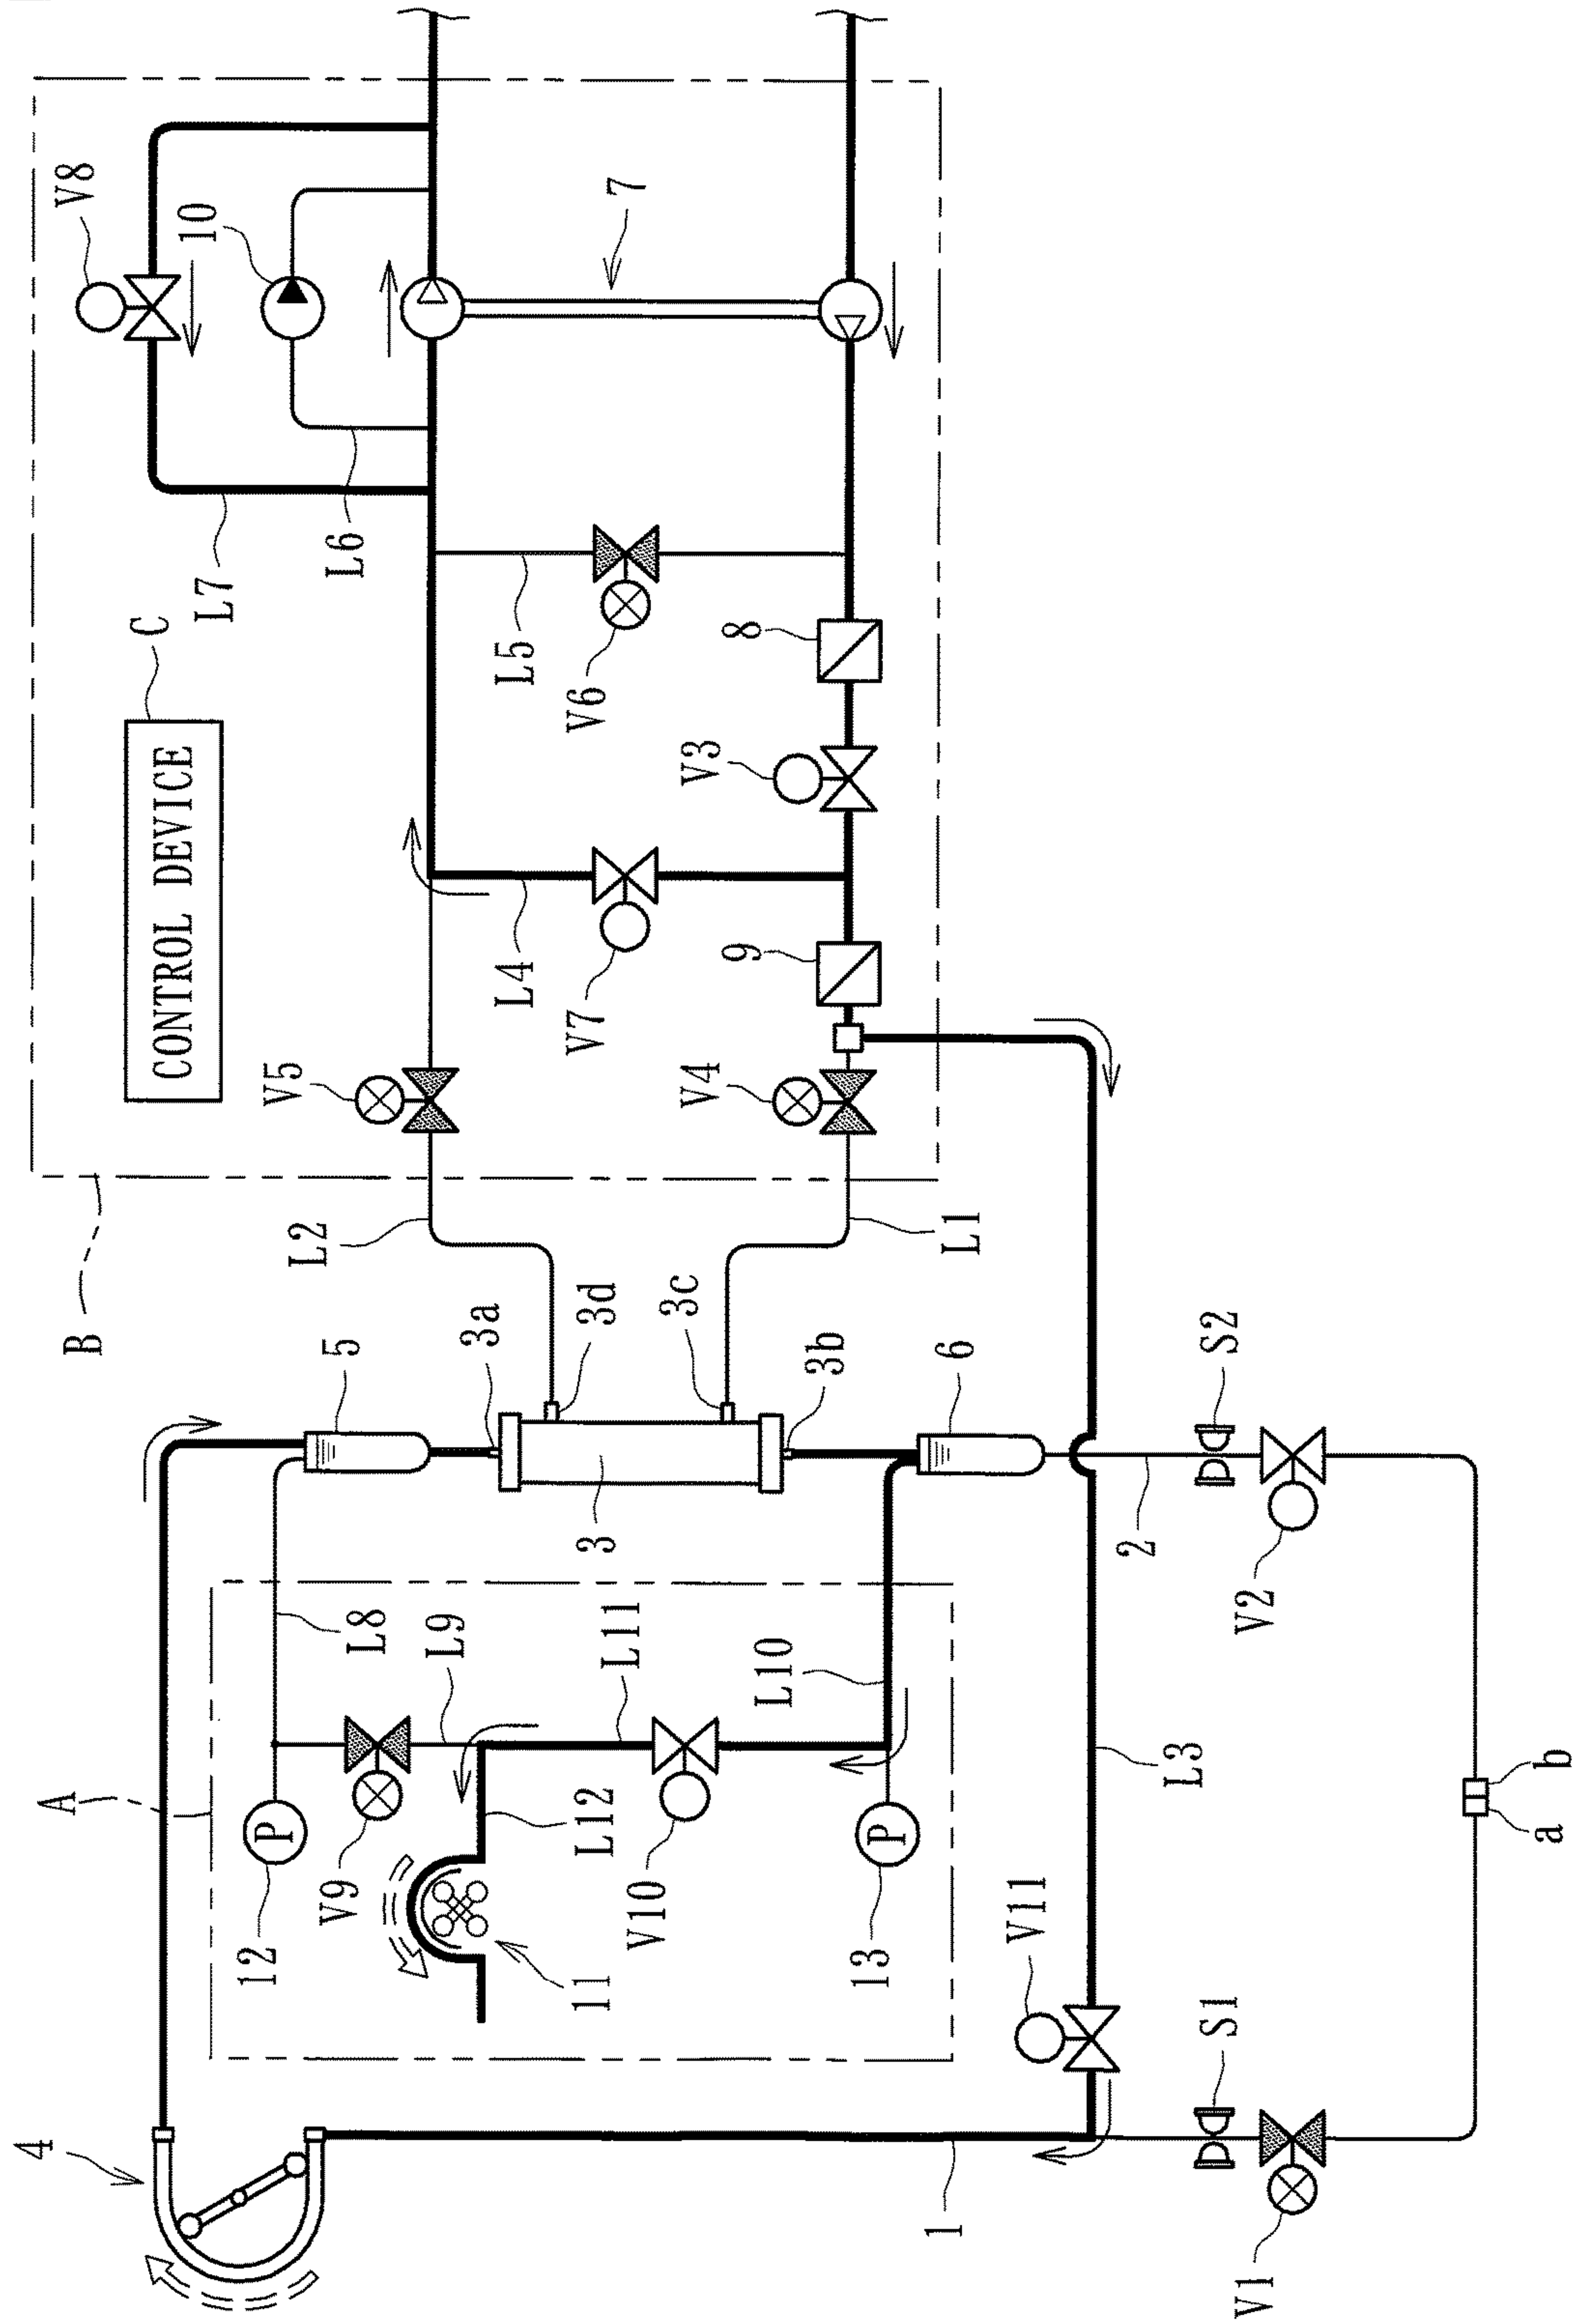 V8
10
7
L7
L6
C
CONTROL DEVICE
L5
V6
8
V3
L4
V7
9
V5
V4
B
L2
L1
3d
3c
3a
3b
5
6
S2
3
2
V2
A
L8
L9
L11
L10
L12
L3
P
P
12
V9
11
V10
13
V11
b
a
4
S1
1
V1